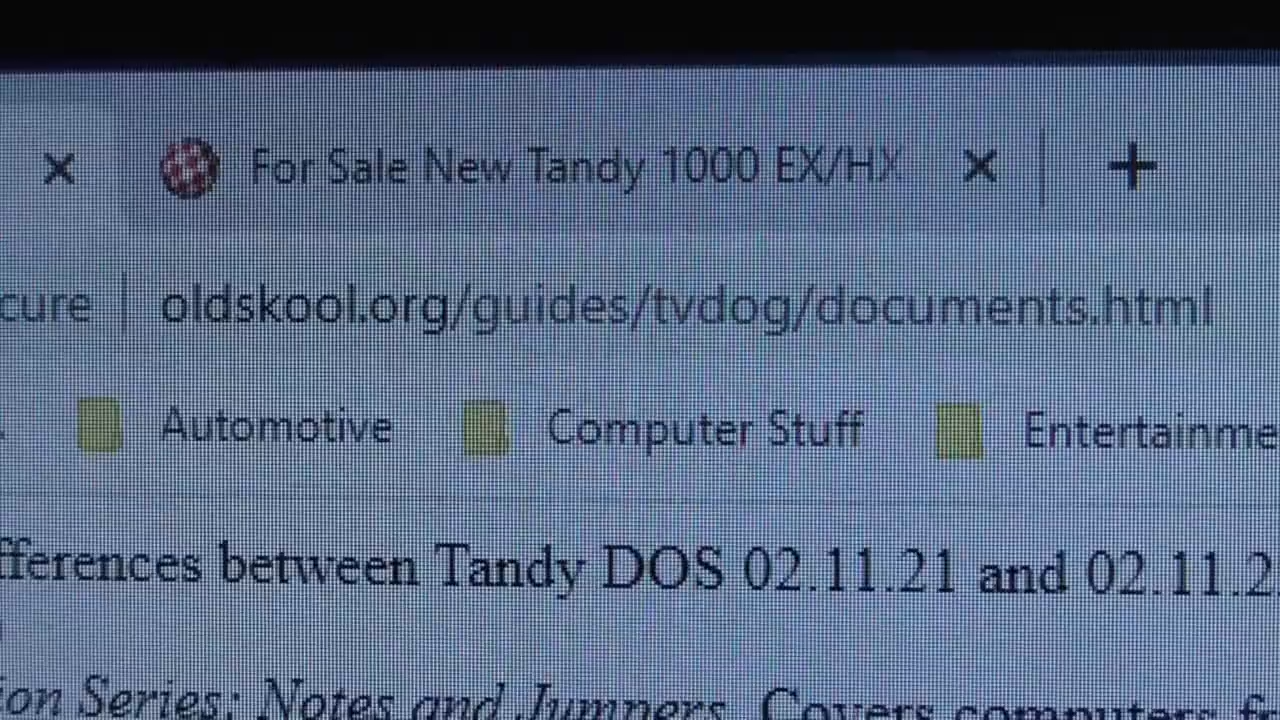 For Sale New Tandy 1000 EX/HX
cure | oldskool.org/guides/tvdog/documents.html
Automotive Computer Stuff Entertainme
fferences between Tandy DOS 02.11.21 and 02.11.2
ion Series: Notes and Jumpers. Covers computers fr